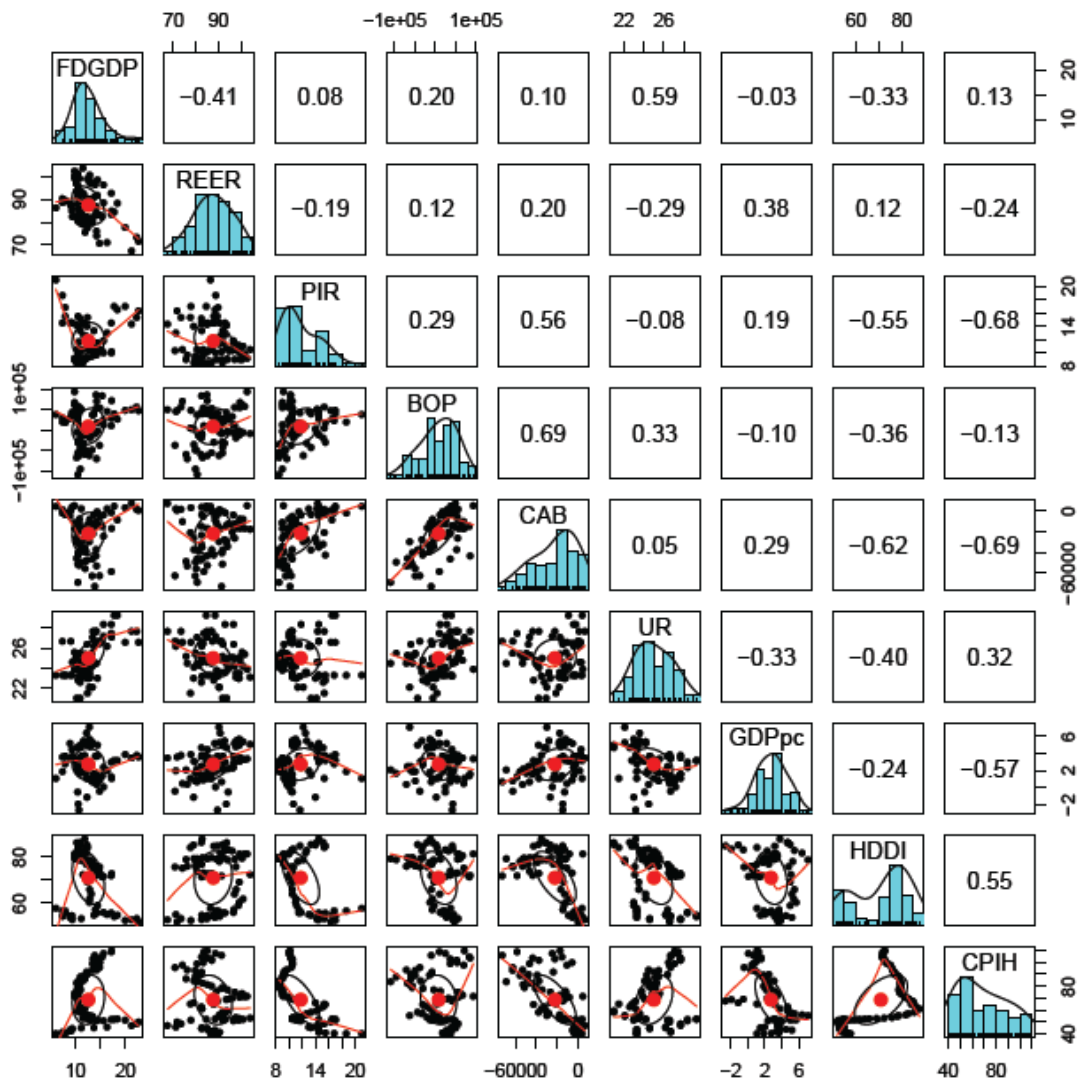 70 90 −1e+05 1e+05 22 26 60 80
FDGDP −0.41 0.08 0.20 0.10 0.59 −0.03 −0.33 0.13 10 20
70 90 REER −0.19 0.12 0.20 −0.29 0.38 0.12 −0.24
PIR 0.29 0.56 −0.08 0.19 −0.55 −0.68 8 14 20
−1e+05 1e+05 BOP 0.69 0.33 −0.10 −0.36 −0.13
CAB 0.05 0.29 −0.62 −0.69 −60000 0
22 26 UR −0.33 −0.40 0.32
GDPpc −0.24 −0.57 −2 2 6
60 80 HDDI 0.55
CPIH 40 80
10 20 8 14 20 −60000 0 −2 2 6 40 80